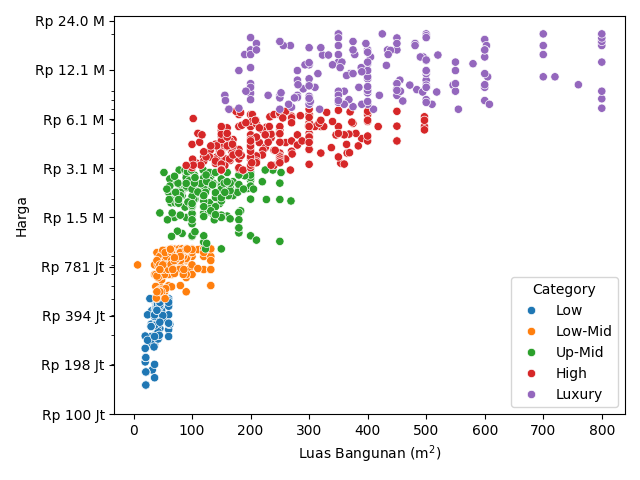 Rp 24.0 M
Rp 12.1 M
Rp 6.1 M
Rp 3.1 M
Rp 1.5 M
Rp 781 Jt
Rp 394 Jt
Rp 198 Jt
Rp 100 Jt
Harga
Category
Low
Low-Mid
Up-Mid
High
Luxury
0 100 200 300 400 500 600 700 800
Luas Bangunan (m²)